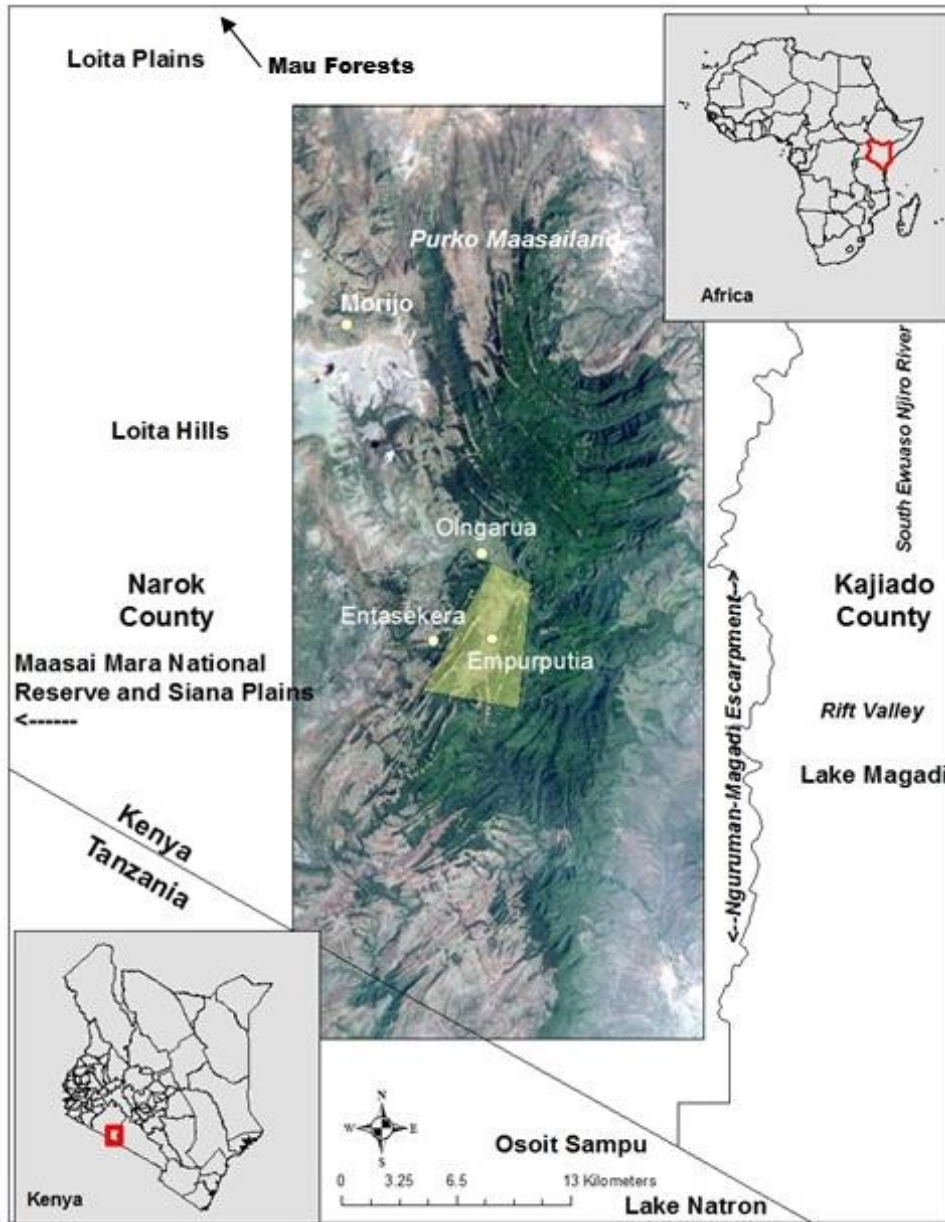 Loita Plains
Mau Forests
Africa
Purko Maasailand
Morijo
South Ewuaso Njiro River
Loita Hills
Olngarua
Narok
County
Kajiado
County
Entasekera
Empurputia
Maasai Mara National
Reserve and Siana Plains
<------
<--Nguruman-Magadi Escarpment-->
Rift Valley
Lake Magadi
Kenya
Tanzania
Kenya
N
W E
S
0 3.25 6.5 13 Kilometers
Osoit Sampu
Lake Natron